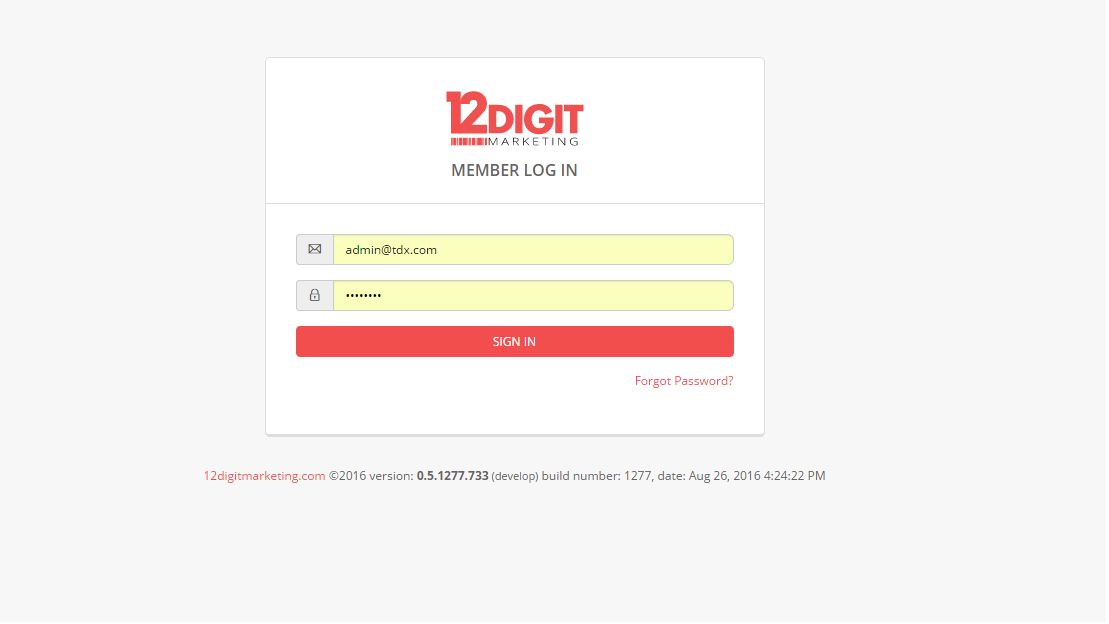 12DIGIT
MARKETING
MEMBER LOG IN
admin@tdx.com
••••••••
SIGN IN
Forgot Password?
12digitmarketing.com ©2016 version: 0.5.1277.733 (develop) build number: 1277, date: Aug 26, 2016 4:24:22 PM